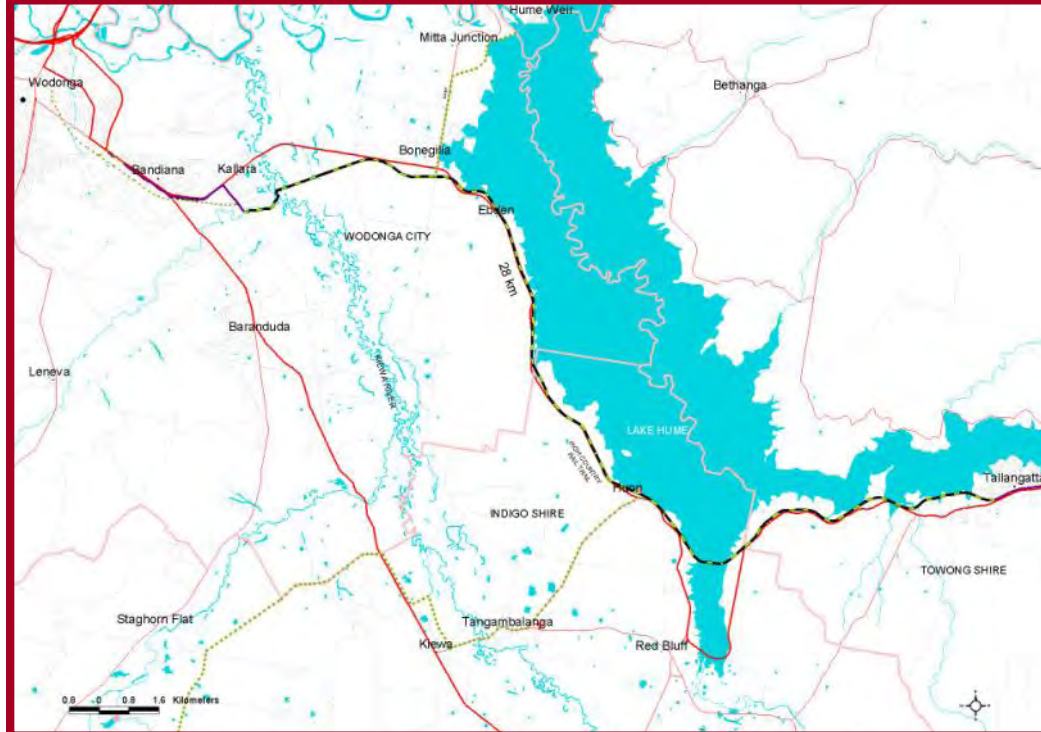 Hume Weir
Mitta Junction
Wodonga
Bethanga
Bonegilla
Bandiana
Kallara
Ebden
WODONGA CITY
28 km
Baranduda
KIEWA RIVER
Leneva
LAKE HUME
HIGH COUNTRY
RAIL TRAIL
Huon
Tallangatta
INDIGO SHIRE
TOWONG SHIRE
Staghorn Flat
Tangambalanga
Kiewa
Red Bluff
0.8 0 0.8 1.6 Kilometers